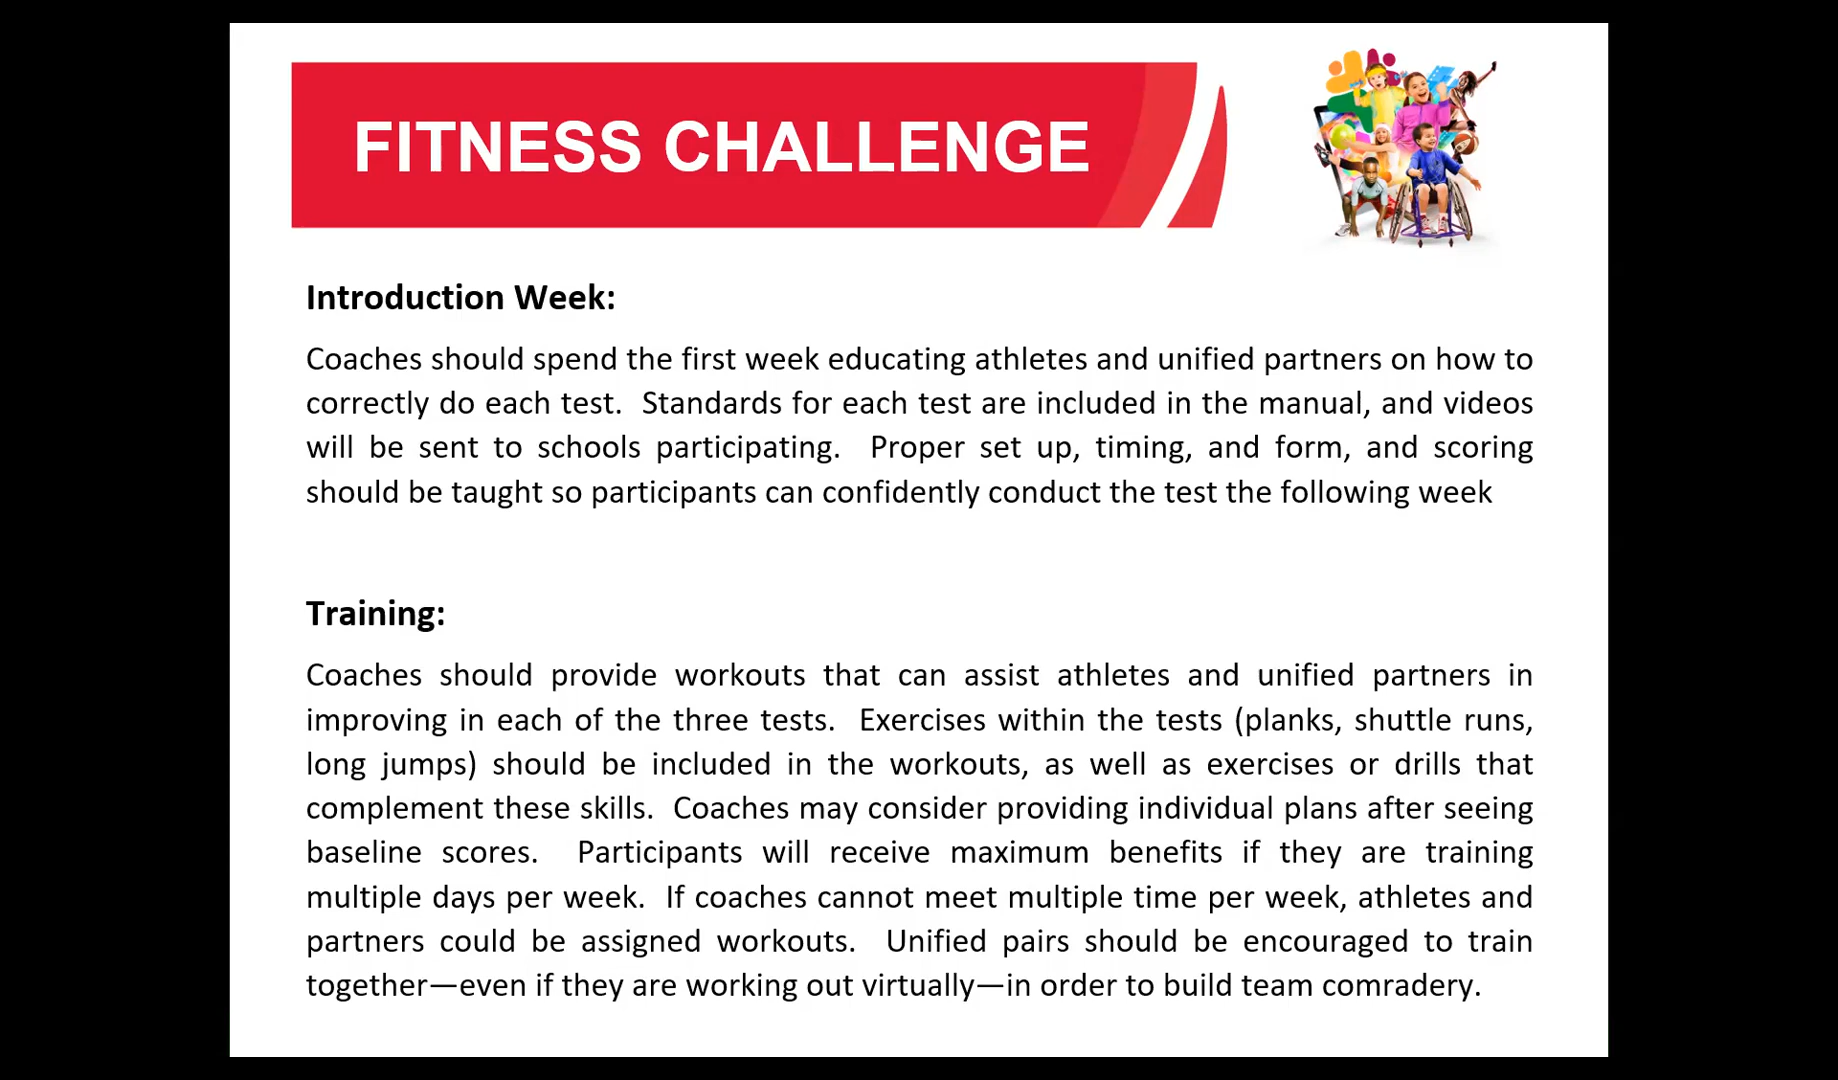 FITNESS CHALLENGE
Introduction Week:
Coaches should spend the first week educating athletes and unified partners on how to
correctly do each test.  Standards for each test are included in the manual, and videos
will be sent to schools participating.  Proper set up, timing, and form, and scoring
should be taught so participants can confidently conduct the test the following week
Training:
Coaches should provide workouts that can assist athletes and unified partners in
improving in each of the three tests.  Exercises within the tests (planks, shuttle runs,
long jumps) should be included in the workouts, as well as exercises or drills that
complement these skills.  Coaches may consider providing individual plans after seeing
baseline scores.  Participants will receive maximum benefits if they are training
multiple days per week.  If coaches cannot meet multiple time per week, athletes and
partners could be assigned workouts.  Unified pairs should be encouraged to train
together—even if they are working out virtually—in order to build team comradery.